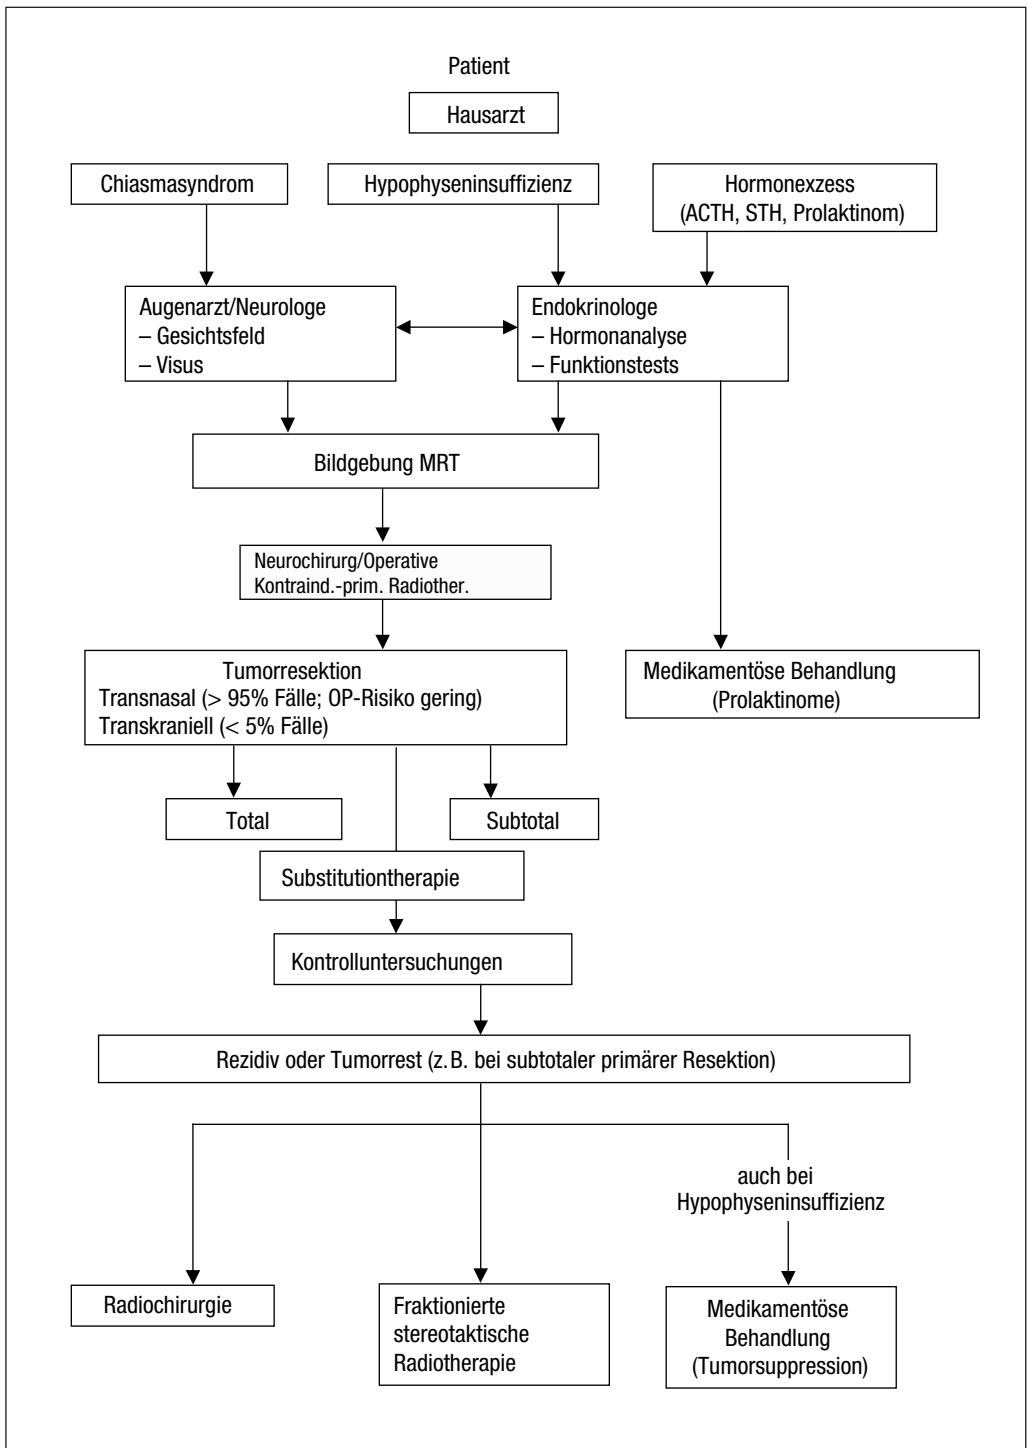 Patient
Hausarzt
Chiasmasyndrom
Hypophyseninsuffizienz
Hormonexzess
(ACTH, STH, Prolaktinom)
Augenarzt/Neurologe
– Gesichtsfeld
– Visus
Endokrinologe
– Hormonanalyse
– Funktionstests
Bildgebung MRT
Neurochirurg/Operative
Kontraind.-prim. Radiother.
Tumorresektion
Transnasal (> 95% Fälle; OP-Risiko gering)
Transkraniell (< 5% Fälle)
Medikamentöse Behandlung
(Prolaktinome)
Total
Subtotal
Substitutiontherapie
Kontrolluntersuchungen
Rezidiv oder Tumorrest (z.B. bei subtotaler primärer Resektion)
auch bei
Hypophyseninsuffizienz
Radiochirurgie
Fraktionierte
stereotaktische
Radiotherapie
Medikamentöse
Behandlung
(Tumorsuppression)